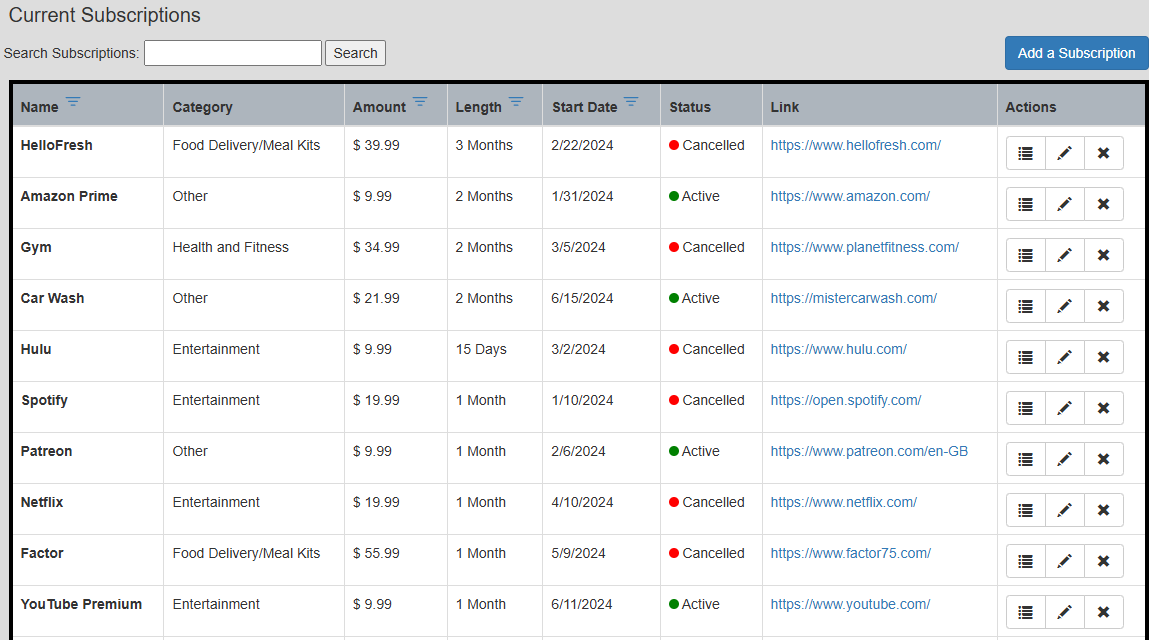 Current Subscriptions
Search Subscriptions: Search Add a Subscription
Name Category Amount Length Start Date Status Link Actions
HelloFresh Food Delivery/Meal Kits $ 39.99 3 Months 2/22/2024 Cancelled https://www.hellofresh.com/
Amazon Prime Other $ 9.99 2 Months 1/31/2024 Active https://www.amazon.com/
Gym Health and Fitness $ 34.99 2 Months 3/5/2024 Cancelled https://www.planetfitness.com/
Car Wash Other $ 21.99 2 Months 6/15/2024 Active https://mistercarwash.com/
Hulu Entertainment $ 9.99 15 Days 3/2/2024 Cancelled https://www.hulu.com/
Spotify Entertainment $ 19.99 1 Month 1/10/2024 Cancelled https://open.spotify.com/
Patreon Other $ 9.99 1 Month 2/6/2024 Active https://www.patreon.com/en-GB
Netflix Entertainment $ 19.99 1 Month 4/10/2024 Cancelled https://www.netflix.com/
Factor Food Delivery/Meal Kits $ 55.99 1 Month 5/9/2024 Cancelled https://www.factor75.com/
YouTube Premium Entertainment $ 9.99 1 Month 6/11/2024 Active https://www.youtube.com/